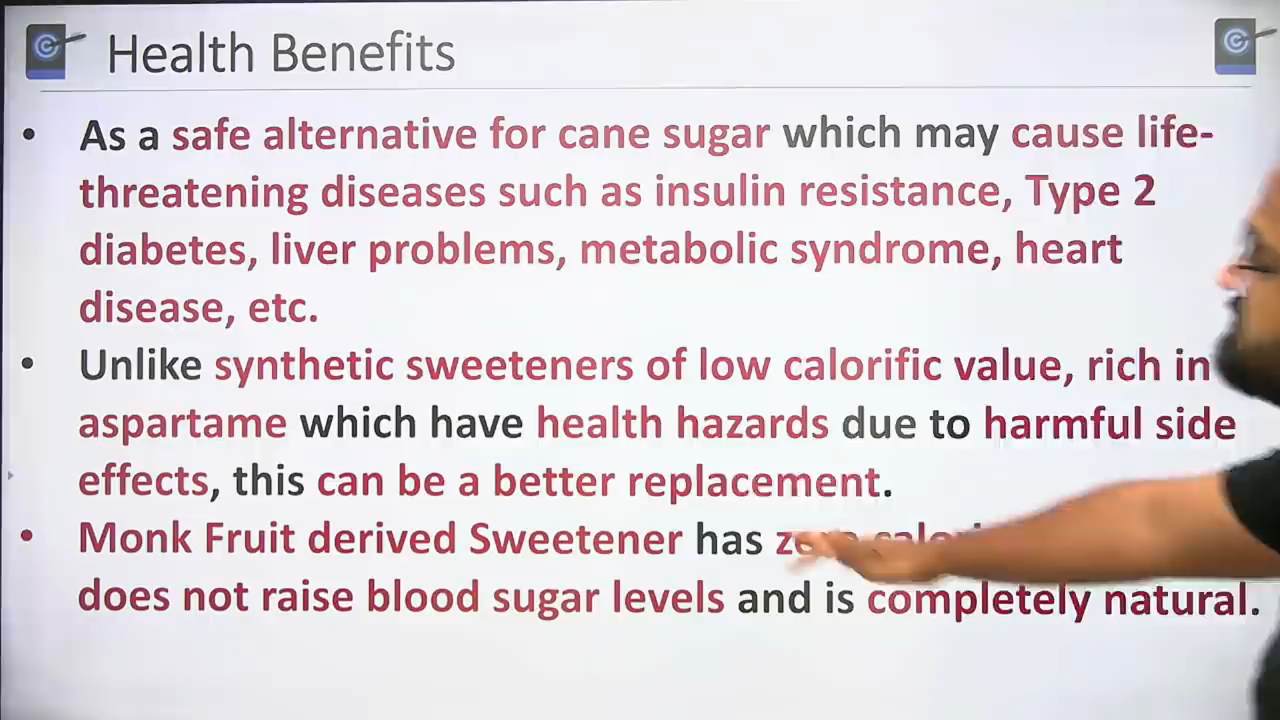 Health Benefits
• As a safe alternative for cane sugar which may cause life-
threatening diseases such as insulin resistance, Type 2
diabetes, liver problems, metabolic syndrome, heart
disease, etc.
• Unlike synthetic sweeteners of low calorific value, rich in
aspartame which have health hazards due to harmful side
effects, this can be a better replacement.
• Monk Fruit derived Sweetener has
does not raise blood sugar levels and is completely natural.